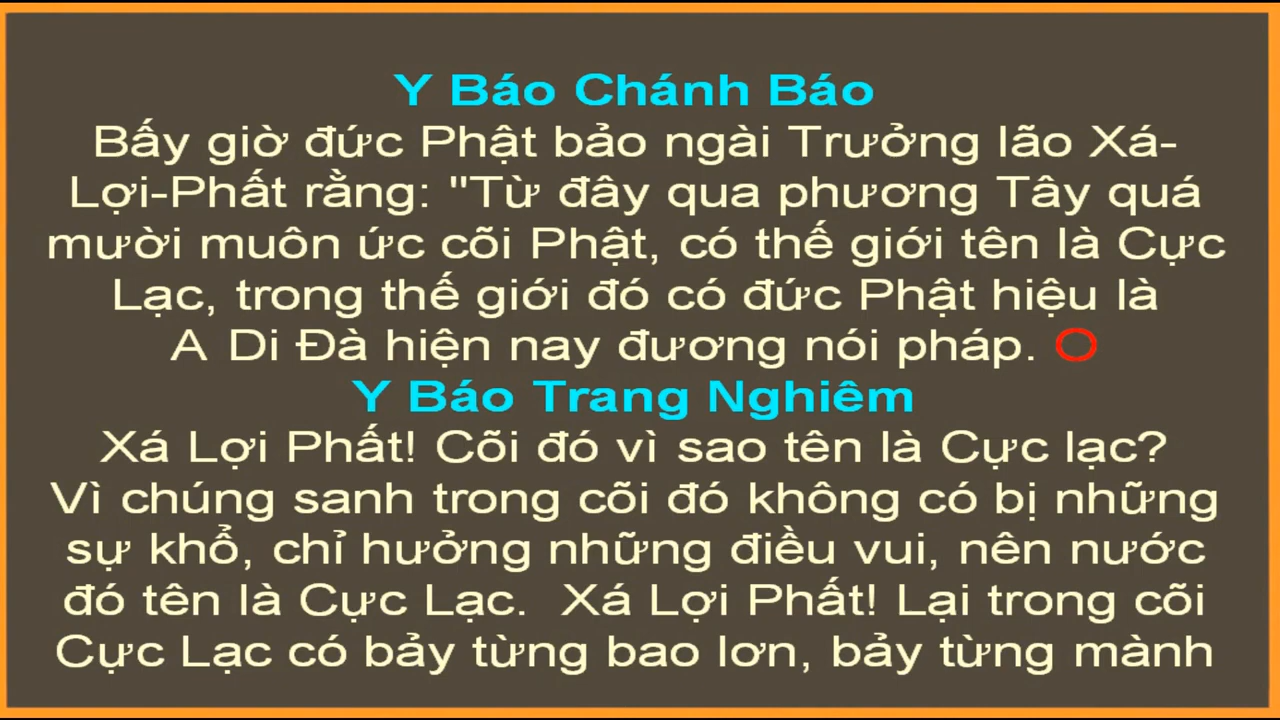 Y Báo Chánh Báo
Bấy giờ đức Phật bảo ngài Trưởng lão Xá-
Lợi-Phất rằng: "Từ đây qua phương Tây quá
mười muôn ức cõi Phật, có thế giới tên là Cực
Lạc, trong thế giới đó có đức Phật hiệu là
A Di Đà hiện nay đương nói pháp. O
Y Báo Trang Nghiêm
Xá Lợi Phất! Cõi đó vì sao tên là Cực lạc?
Vì chúng sanh trong cõi đó không có bị những
sự khổ, chỉ hưởng những điều vui, nên nước
đó tên là Cực Lạc. Xá Lợi Phất! Lại trong cõi
Cực Lạc có bảy từng bao lơn, bảy từng mành